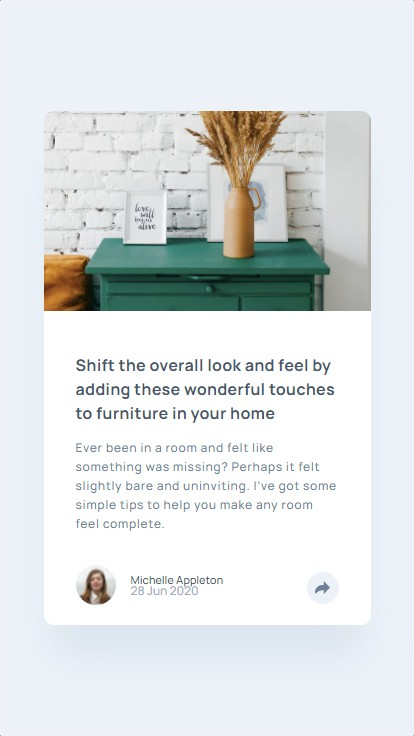 love
will
keep us
alive
Shift the overall look and feel by
adding these wonderful touches
to furniture in your home
Ever been in a room and felt like
something was missing? Perhaps it felt
slightly bare and uninviting. I've got some
simple tips to help you make any room
feel complete.
Michelle Appleton
28 Jun 2020